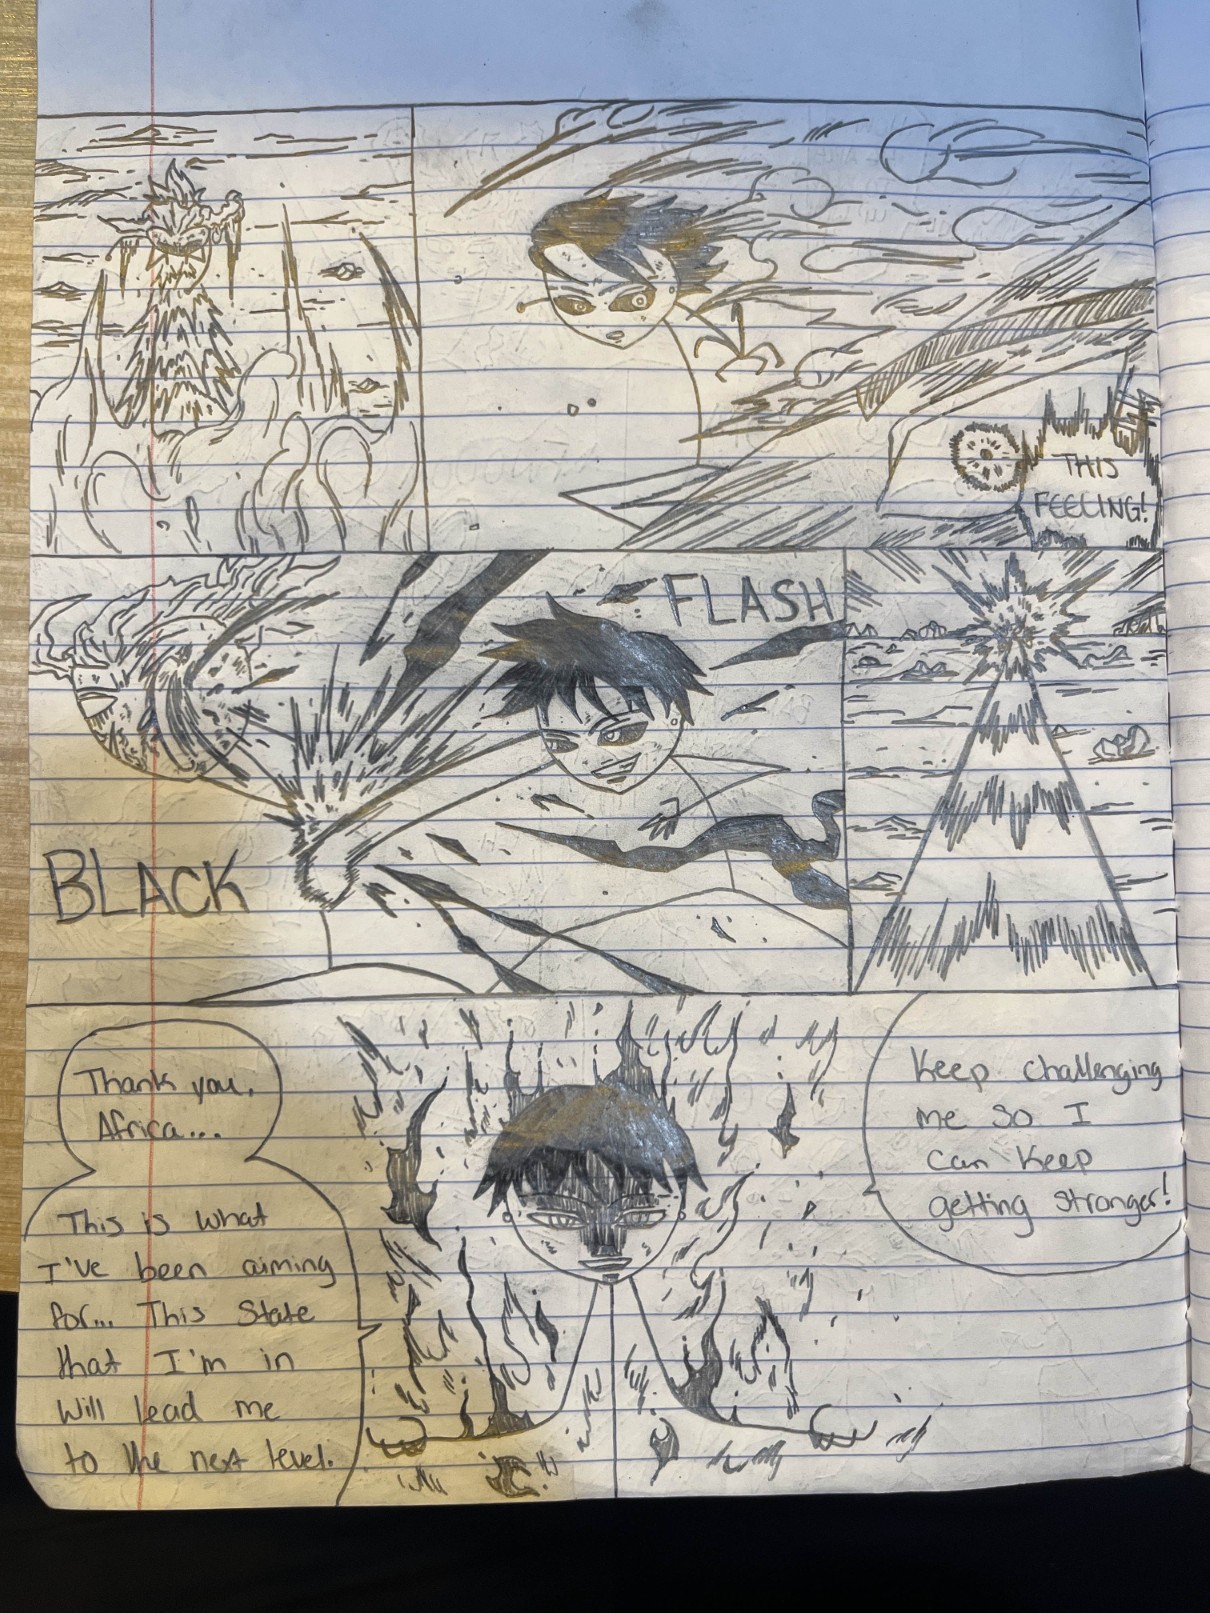 THIS
FEELING!
FLASH
BLACK
Thank you,
Africa...
This is what
I've been aiming
for... This State
that I'm in
Will lead me
to the next level.
Keep challenging
me so I
can keep
getting stronger!